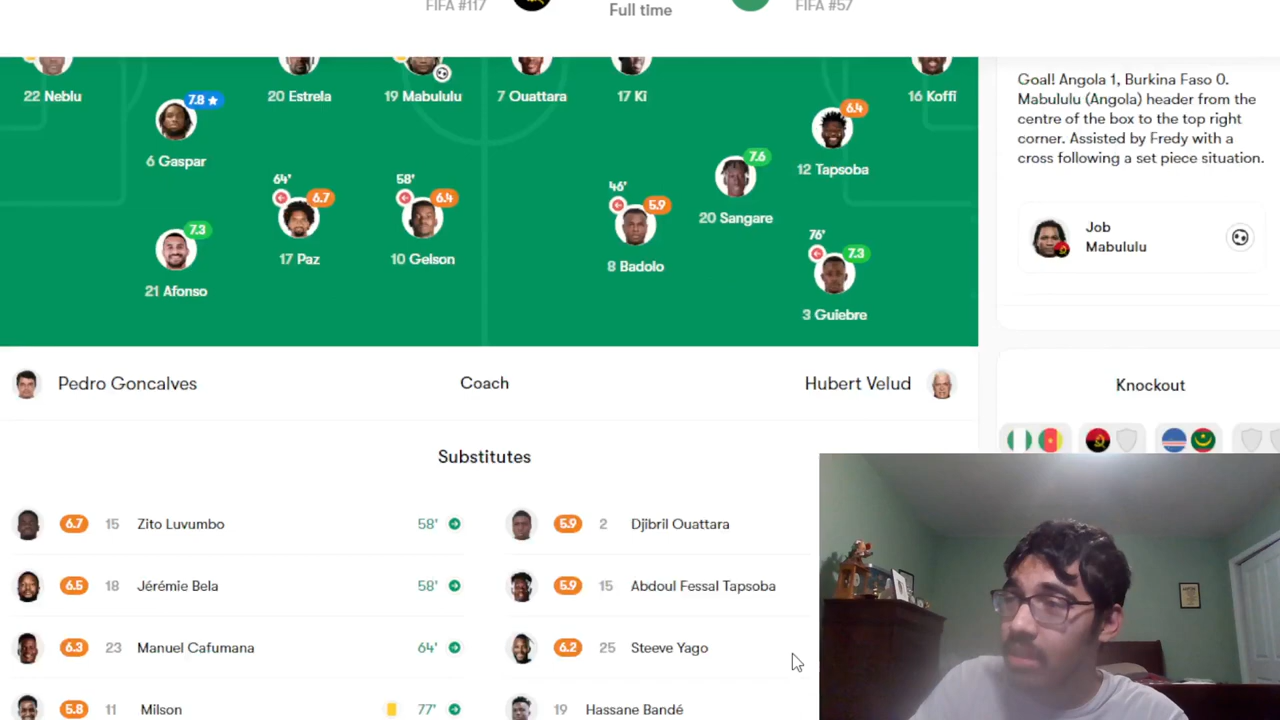 FIFA #117
Full time
FIFA #57
22 Neblu
20 Estrela
19 Mabululu
7 Ouattara
17 Ki
16 Koffi
7.8
6 Gaspar
6.4
12 Tapsoba
7.6
20 Sangare
64'
6.7
17 Paz
58'
6.4
10 Gelson
46'
5.9
8 Badolo
7.3
21 Afonso
76'
7.3
3 Guiebre
Goal! Angola 1, Burkina Faso 0.
Mabululu (Angola) header from the
centre of the box to the top right
corner. Assisted by Fredy with a
cross following a set piece situation.
Job
Mabululu
Pedro Goncalves
Coach
Hubert Velud
Knockout
Substitutes
6.7 15 Zito Luvumbo 58'
5.9 2 Djibril Ouattara
6.5 18 Jérémie Bela 58'
5.9 15 Abdoul Fessal Tapsoba
6.3 23 Manuel Cafumana 64'
6.2 25 Steeve Yago
5.8 11 Milson 77'
19 Hassane Bandé